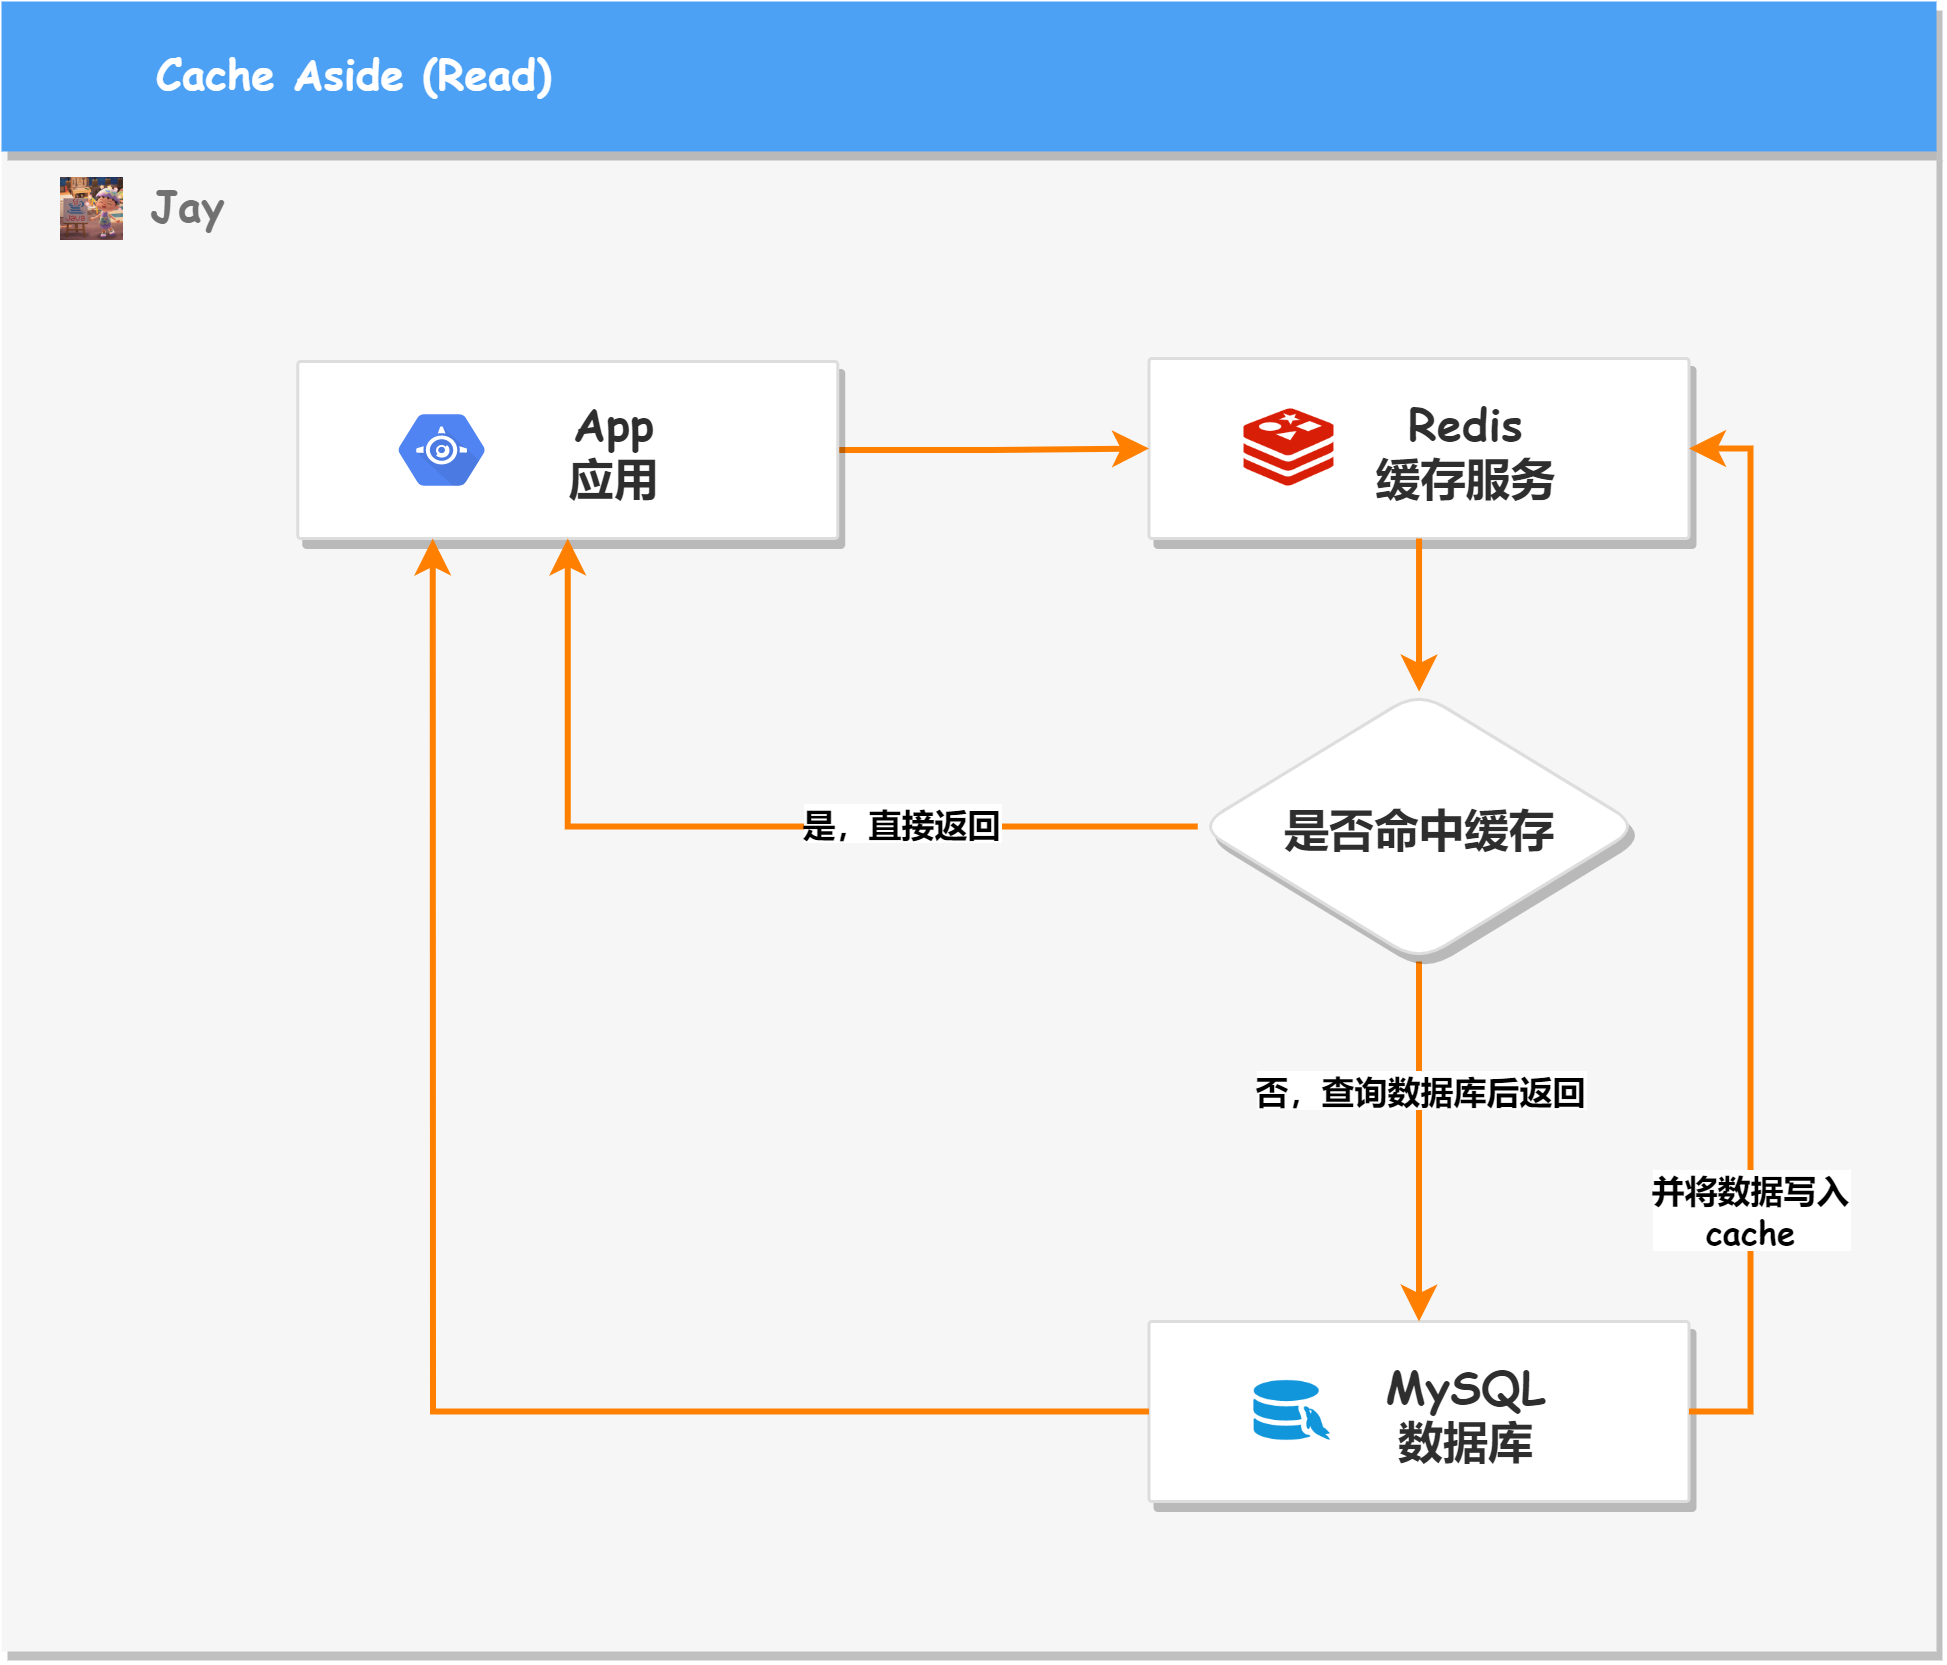 Cache Aside (Read)
Jay
App
应用
Redis
缓存服务
是否命中缓存
是，直接返回
否，查询数据库后返回
并将数据写入
cache
MySQL
数据库